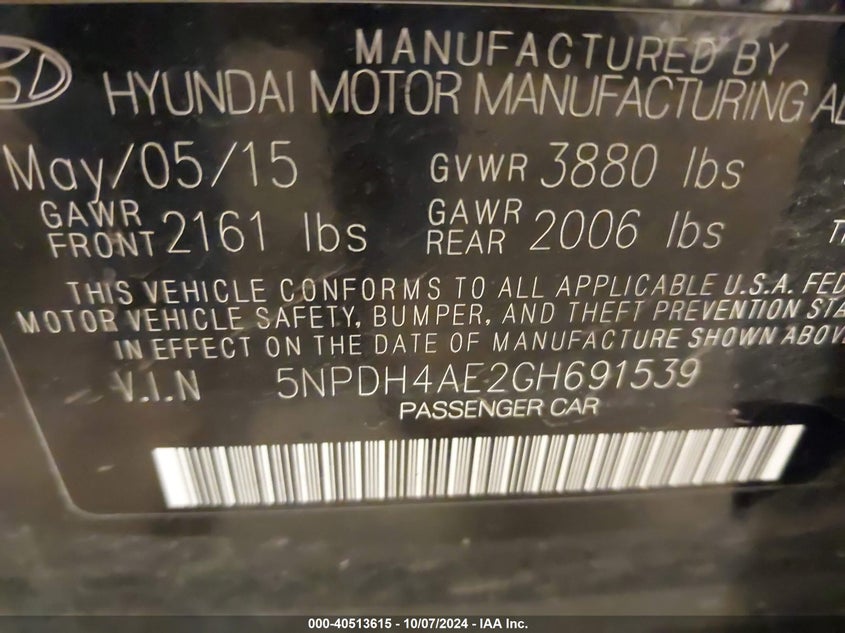 MANUFACTURED BY
HYUNDAI MOTOR MANUFACTURING
May/05/15 GVWR 3880 lbs
GAWR FRONT 2161 lbs GAWR REAR 2006 lbs
THIS VEHICLE CONFORMS TO ALL APPLICABLE U.S.A.
MOTOR VEHICLE SAFETY, BUMPER, AND THEFT PREVENTION
IN EFFECT ON THE DATE OF MANUFACTURE SHOWN
V.I.N 5NPDH4AE2GH691539
PASSENGER CAR
000-40513615 - 10/07/2024 - IAA Inc.